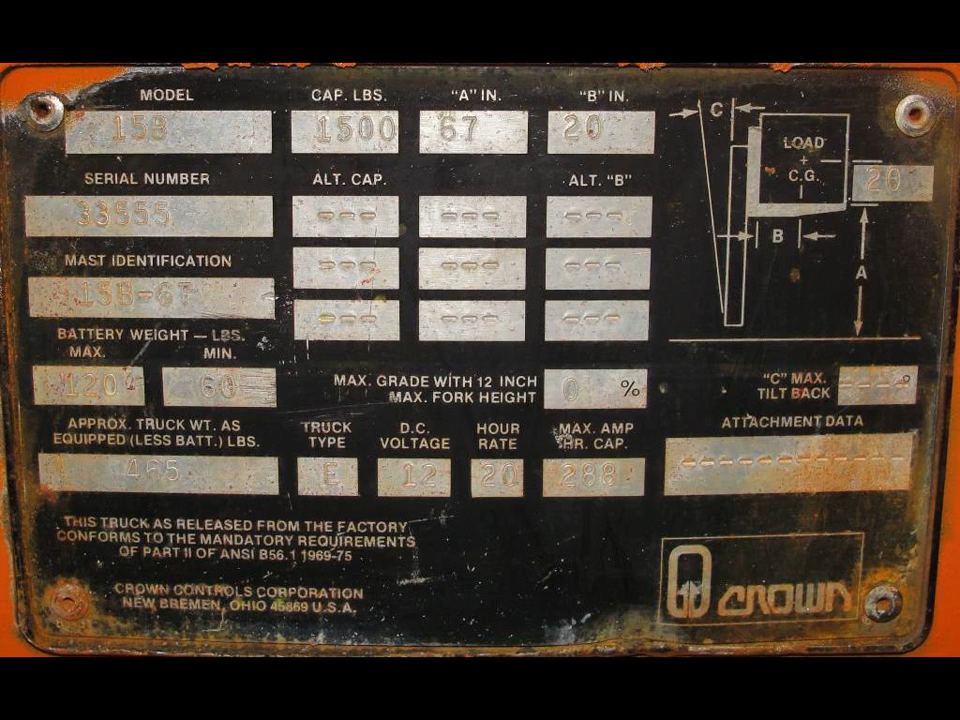 MODEL CAP. LBS. "A" IN. "B" IN.
15B 1500 67 20
SERIAL NUMBER ALT. CAP. ALT. "B"
33555 --- --- ---
MAST IDENTIFICATION
15B-67 --- --- ---
BATTERY WEIGHT — LBS. --- --- ---
MAX. MIN.
120 60
MAX. GRADE WITH 12 INCH
MAX. FORK HEIGHT 0 %
"C" MAX.
TILT BACK ---°
APPROX. TRUCK WT. AS
EQUIPPED (LESS BATT.) LBS.
465
TRUCK
TYPE
E
D.C.
VOLTAGE
12
HOUR
RATE
20
MAX. AMP
HR. CAP.
288
ATTACHMENT DATA
-----------
C
LOAD
C.G.
20
B
A
THIS TRUCK AS RELEASED FROM THE FACTORY
CONFORMS TO THE MANDATORY REQUIREMENTS
OF PART II OF ANSI B56.1 1969-75
CROWN CONTROLS CORPORATION
NEW BREMEN, OHIO 45869 U.S.A.
CROWN